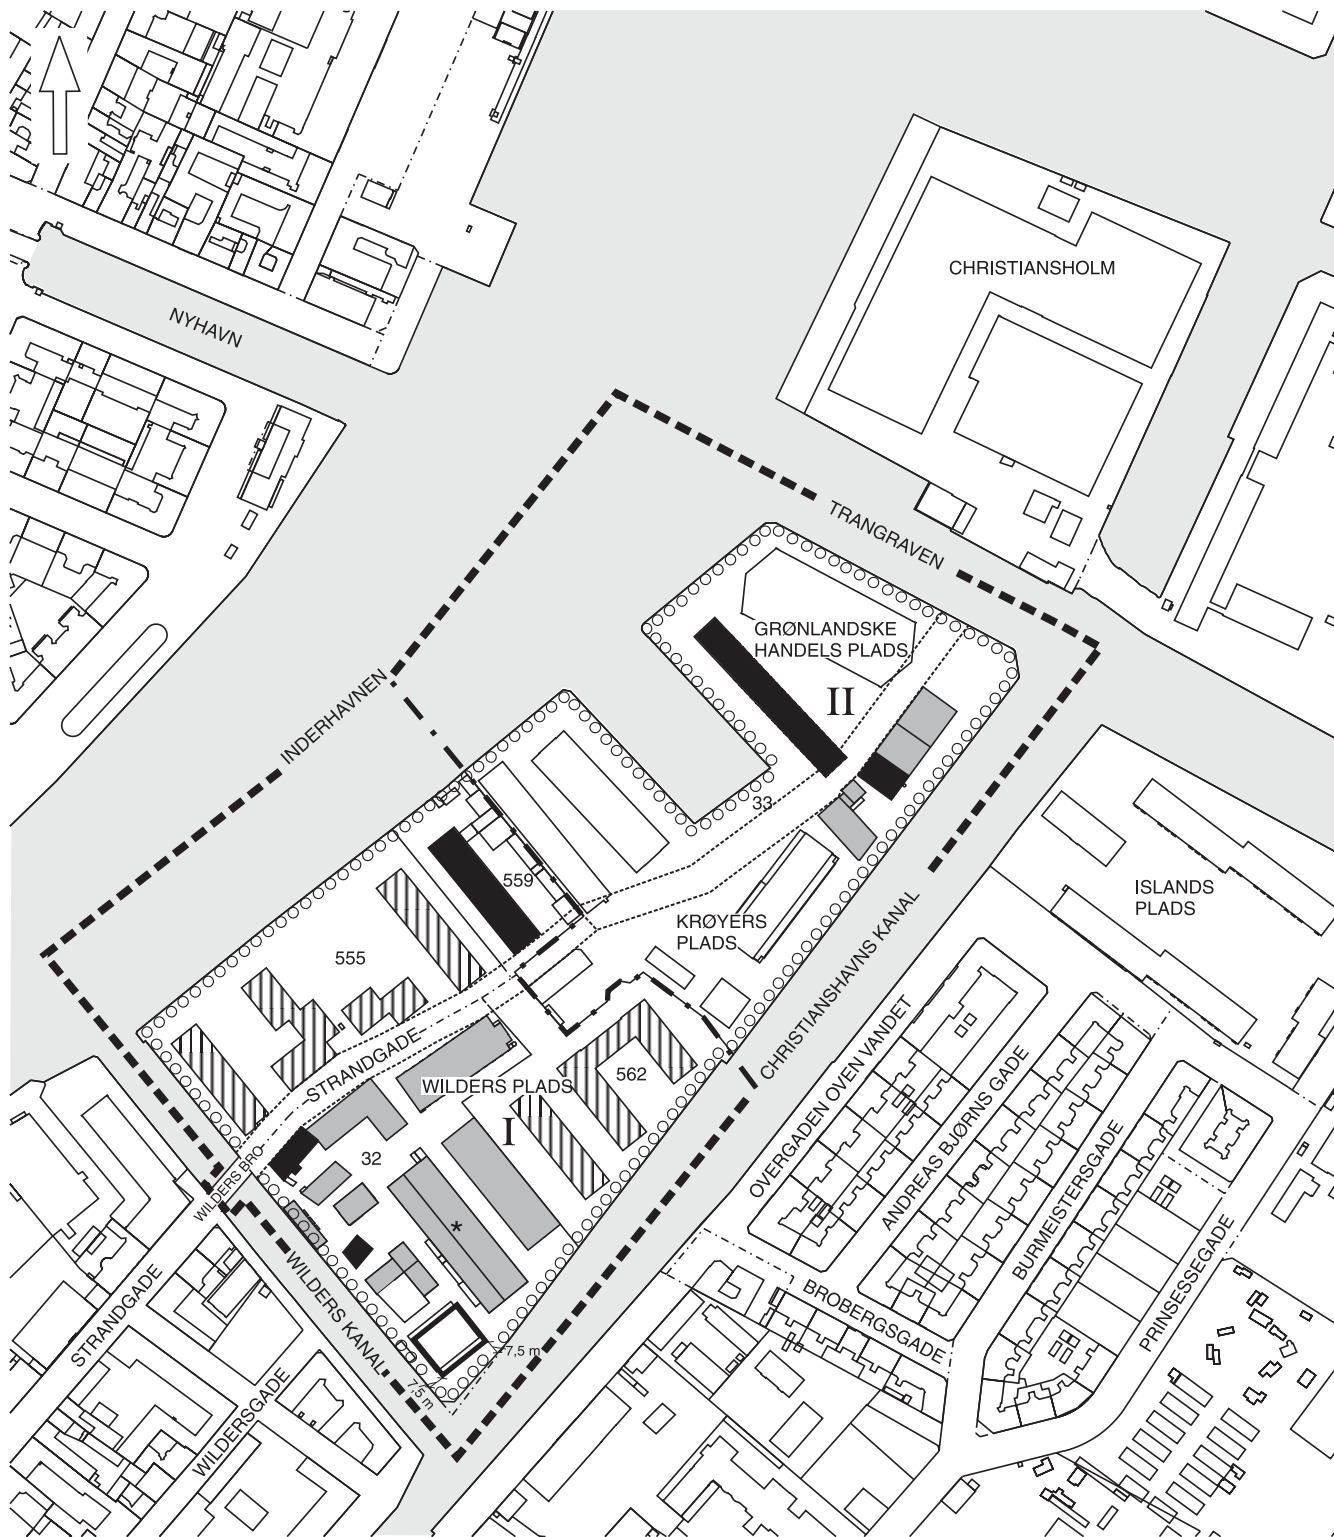 NYHAVN
CHRISTIANSHOLM
TRANGRAVEN
GRØNLANDSKE
HANDELS PLADS
II
INDERHAVNEN
33
559
KRØYERS
PLADS
ISLANDS
PLADS
555
CHRISTIANSHAVNS KANAL
STRANDGADE
WILDERS PLADS
562
I
32
OVERGADEN OVEN VANDET
ANDREAS BJØRNS GADE
BURMEISTERSGADE
PRINSESSEGADE
WILDERS BRO
*
WILDERS KANAL
BROBERGSGADE
STRANDGADE
WILDERSGADE
7,5 m
7,5 m